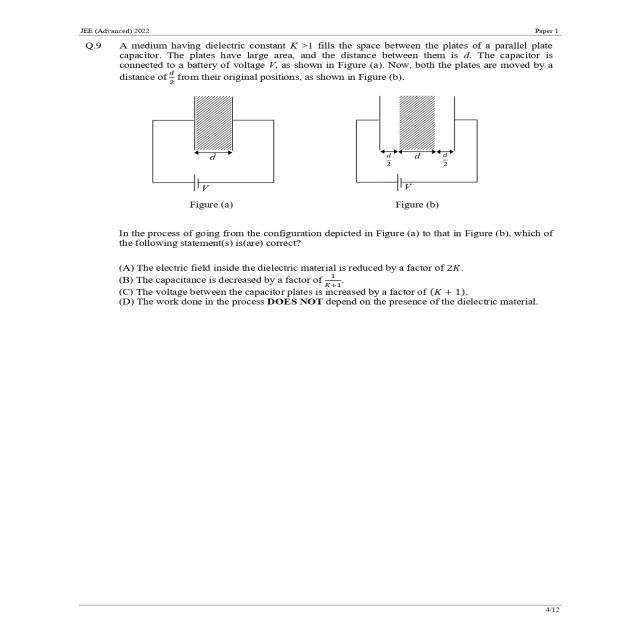 JEE (Advanced) 2022 Paper 1
Q.9 A medium having dielectric constant K >1 fills the space between the plates of a parallel plate
capacitor. The plates have large area, and the distance between them is d. The capacitor is
connected to a battery of voltage V, as shown in Figure (a). Now, both the plates are moved by a
distance of d/2 from their original positions, as shown in Figure (b).
d
V
Figure (a)
d/2 d d/2
V
Figure (b)
In the process of going from the configuration depicted in Figure (a) to that in Figure (b), which of
the following statement(s) is(are) correct?
(A) The electric field inside the dielectric material is reduced by a factor of 2K.
(B) The capacitance is decreased by a factor of 1/K+1.
(C) The voltage between the capacitor plates is increased by a factor of (K + 1).
(D) The work done in the process DOES NOT depend on the presence of the dielectric material.
4/12